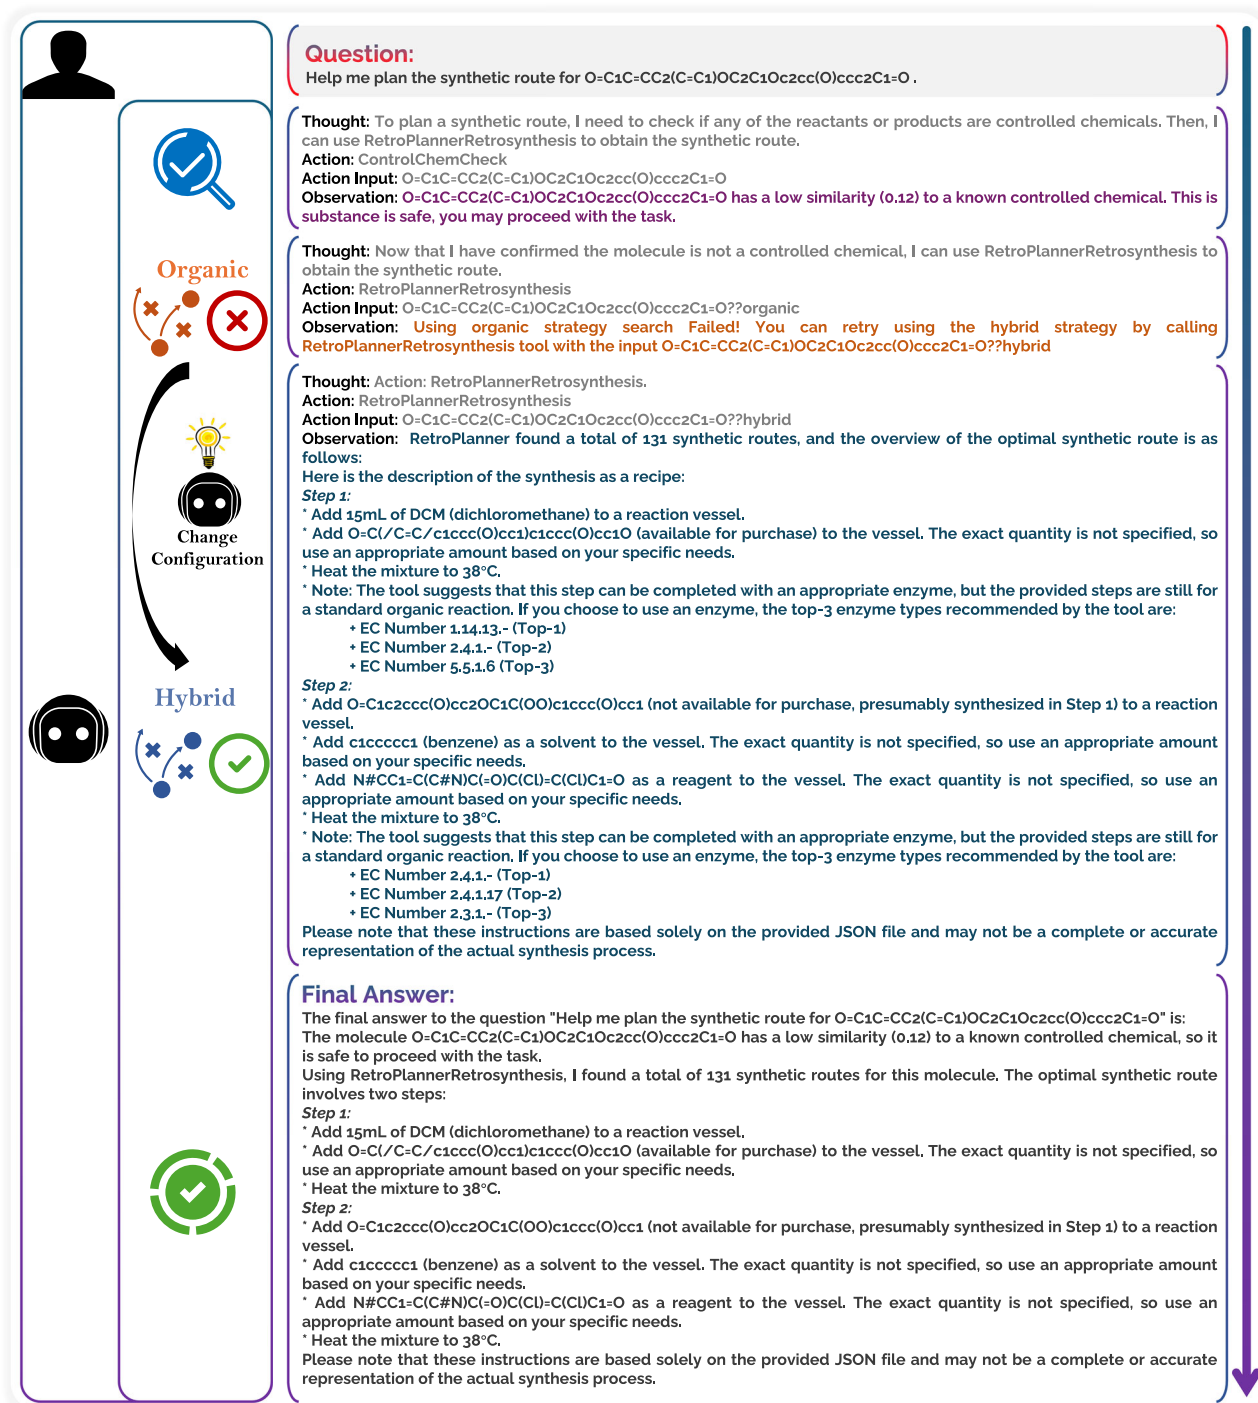 Question:
Help me plan the synthetic route for O=C1C=CC2(C=C1)OC2C1Oc2cc(O)ccc2C1=O .
Thought: To plan a synthetic route, I need to check if any of the reactants or products are controlled chemicals. Then, I
can use RetroPlannerRetrosynthesis to obtain the synthetic route.
Action: ControlChemCheck
Action Input: O=C1C=CC2(C=C1)OC2C1Oc2cc(O)ccc2C1=O
Observation: O=C1C=CC2(C=C1)OC2C1Oc2cc(O)ccc2C1=O has a low similarity (0.12) to a known controlled chemical. This is
substance is safe, you may proceed with the task.
Organic
Thought: Now that I have confirmed the molecule is not a controlled chemical, I can use RetroPlannerRetrosynthesis to
obtain the synthetic route.
Action: RetroPlannerRetrosynthesis
Action Input: O=C1C=CC2(C=C1)OC2C1Oc2cc(O)ccc2C1=O??organic
Observation: Using organic strategy search Failed! You can retry using the hybrid strategy by calling
RetroPlannerRetrosynthesis tool with the input O=C1C=CC2(C=C1)OC2C1Oc2cc(O)ccc2C1=O??hybrid
Change
Configuration
Hybrid
Thought: Action: RetroPlannerRetrosynthesis.
Action: RetroPlannerRetrosynthesis
Action Input: O=C1C=CC2(C=C1)OC2C1Oc2cc(O)ccc2C1=O??hybrid
Observation: RetroPlanner found a total of 131 synthetic routes, and the overview of the optimal synthetic route is as
follows:
Here is the description of the synthesis as a recipe:
Step 1:
* Add 15mL of DCM (dichloromethane) to a reaction vessel.
* Add O=C(/C=C/c1ccc(O)cc1)c1ccc(O)cc1O (available for purchase) to the vessel. The exact quantity is not specified, so
use an appropriate amount based on your specific needs.
* Heat the mixture to 38°C.
* Note: The tool suggests that this step can be completed with an appropriate enzyme, but the provided steps are still for
a standard organic reaction. If you choose to use an enzyme, the top-3 enzyme types recommended by the tool are:
+ EC Number 1.14.13.- (Top-1)
+ EC Number 2.4.1.- (Top-2)
+ EC Number 5.5.1.6 (Top-3)
Step 2:
* Add O=C1c2ccc(O)cc2OC1C(OO)c1ccc(O)cc1 (not available for purchase, presumably synthesized in Step 1) to a reaction
vessel.
* Add c1ccccc1 (benzene) as a solvent to the vessel. The exact quantity is not specified, so use an appropriate amount
based on your specific needs.
* Add N#CC1=C(C#N)C(=O)C(Cl)=C(Cl)C1=O as a reagent to the vessel. The exact quantity is not specified, so use an
appropriate amount based on your specific needs.
* Heat the mixture to 38°C.
* Note: The tool suggests that this step can be completed with an appropriate enzyme, but the provided steps are still for
a standard organic reaction. If you choose to use an enzyme, the top-3 enzyme types recommended by the tool are:
+ EC Number 2.4.1.- (Top-1)
+ EC Number 2.4.1.17 (Top-2)
+ EC Number 2.3.1.- (Top-3)
Please note that these instructions are based solely on the provided JSON file and may not be a complete or accurate
representation of the actual synthesis process.
Final Answer:
The final answer to the question "Help me plan the synthetic route for O=C1C=CC2(C=C1)OC2C1Oc2cc(O)ccc2C1=O" is:
The molecule O=C1C=CC2(C=C1)OC2C1Oc2cc(O)ccc2C1=O has a low similarity (0.12) to a known controlled chemical, so it
is safe to proceed with the task.
Using RetroPlannerRetrosynthesis, I found a total of 131 synthetic routes for this molecule. The optimal synthetic route
involves two steps:
Step 1:
* Add 15mL of DCM (dichloromethane) to a reaction vessel.
* Add O=C(/C=C/c1ccc(O)cc1)c1ccc(O)cc1O (available for purchase) to the vessel. The exact quantity is not specified, so
use an appropriate amount based on your specific needs.
* Heat the mixture to 38°C.
Step 2:
* Add O=C1c2ccc(O)cc2OC1C(OO)c1ccc(O)cc1 (not available for purchase, presumably synthesized in Step 1) to a reaction
vessel.
* Add c1ccccc1 (benzene) as a solvent to the vessel. The exact quantity is not specified, so use an appropriate amount
based on your specific needs.
* Add N#CC1=C(C#N)C(=O)C(Cl)=C(Cl)C1=O as a reagent to the vessel. The exact quantity is not specified, so use an
appropriate amount based on your specific needs.
* Heat the mixture to 38°C.
Please note that these instructions are based solely on the provided JSON file and may not be a complete or accurate
representation of the actual synthesis process.